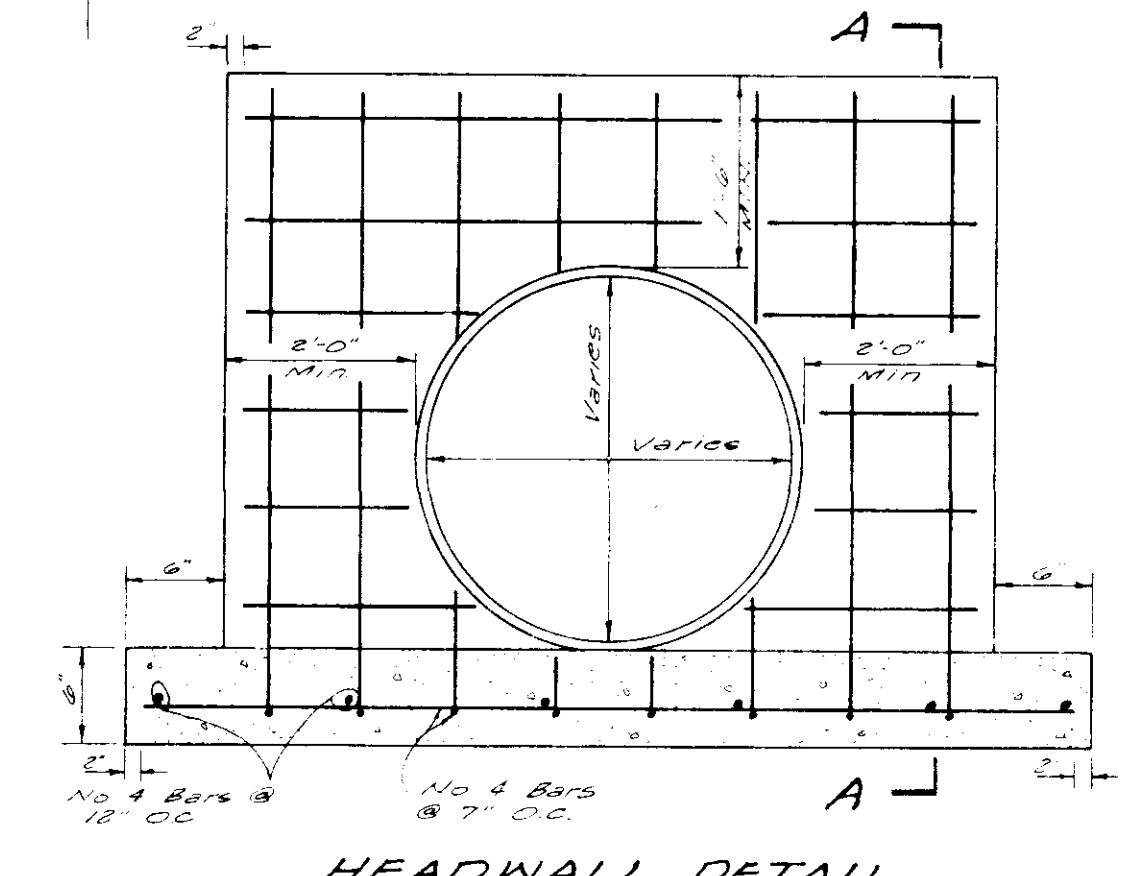 2"
A
1'-6"
MIN.
2'-0"
Min.
2'-0"
Min
Varies
Varies
6"
6"
6"
2"
2"
No 4 Bars @
12" OC
No 4 Bars
@ 7" O.C.
A
HEADWALL DETAIL